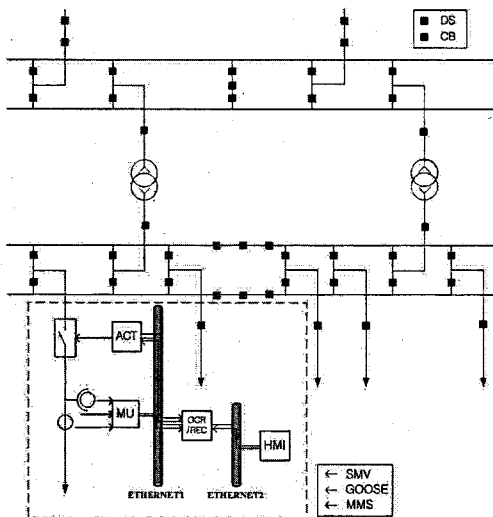 DS
CB
ACT
MU
OCR
/REC
HMI
ETHERNET1
ETHERNET2
SMV
GOOSE
MMS